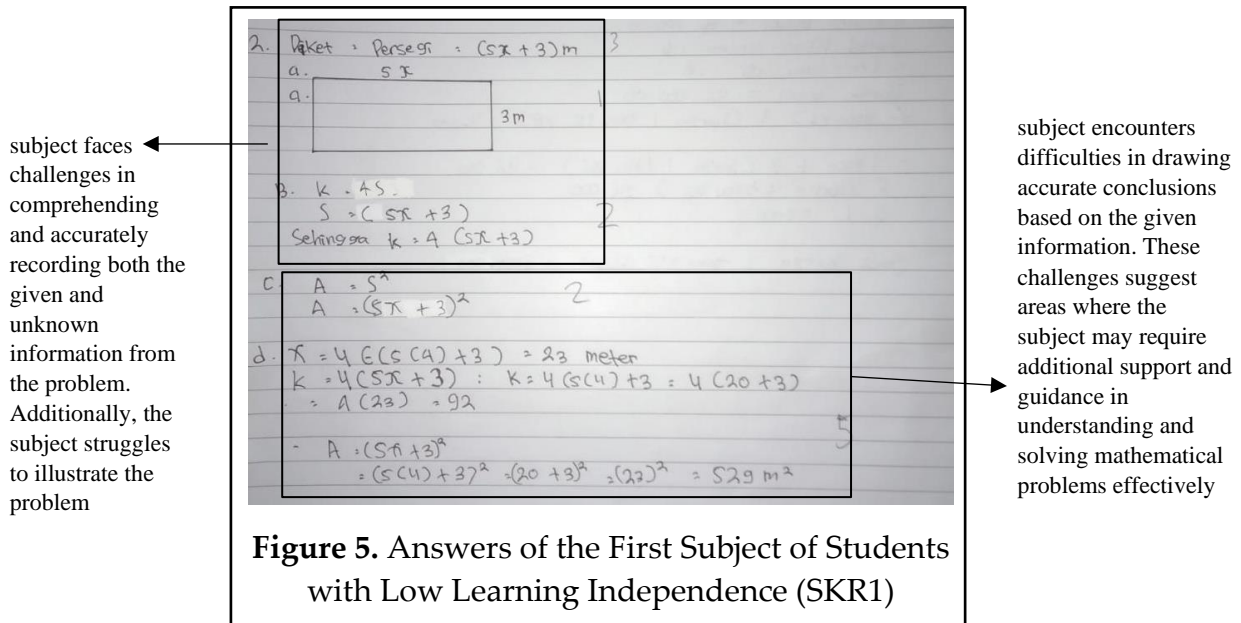 subject faces
challenges in
comprehending
and accurately
recording both the
given and
unknown
information from
the problem.
Additionally, the
subject struggles
to illustrate the
problem
2. Diket : Persegi : (5x + 3) m 3
a. 5x
a. 1
3m
B. k = 4S.
S = (5x + 3) 2
Sehingga k = 4 (5x + 3)
C. A = S² 2
A = (5x + 3)²
d. x = 4 E (5 (4) + 3) = 23 meter
k = 4 (5x + 3) : K = 4 (5(4) + 3 = 4 (20 + 3)
= 4 (23) = 92
5
- A = (5x + 3)²
= (5(4) + 3)² = (20 + 3)² = (23)² = 529 m²
subject encounters
difficulties in drawing
accurate conclusions
based on the given
information. These
challenges suggest
areas where the
subject may require
additional support and
guidance in
understanding and
solving mathematical
problems effectively
Figure 5. Answers of the First Subject of Students
with Low Learning Independence (SKR1)